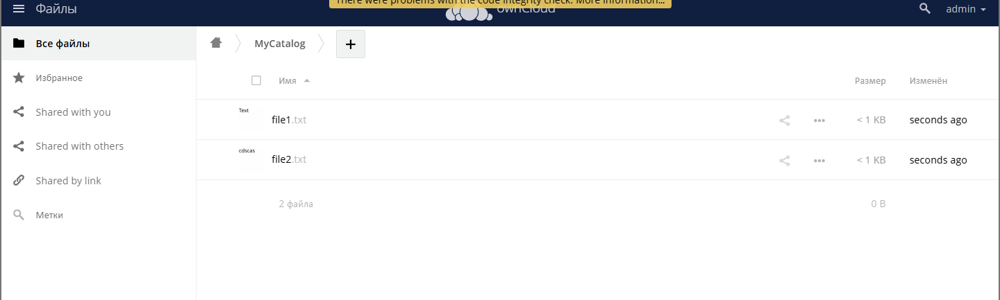 There were problems with the code integrity check. More information...
Файлы
ownCloud
admin
Все файлы
Избранное
Shared with you
Shared with others
Shared by link
Метки
MyCatalog
+
Имя Размер Изменён
Text
file1.txt ••• < 1 KB seconds ago
cdscas
file2.txt ••• < 1 KB seconds ago
2 файла 0 B